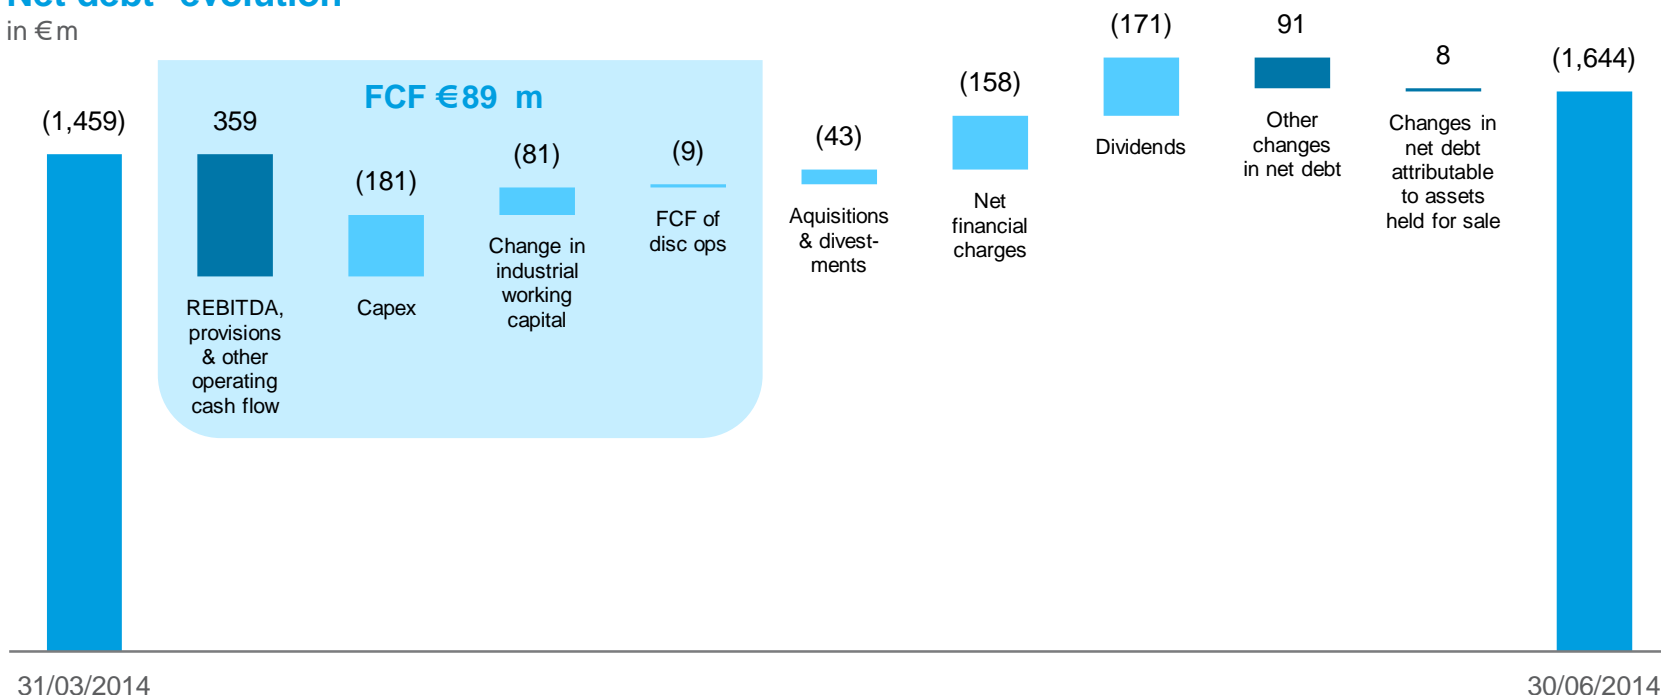 in €m
FCF €89 m
(1,459)
359
(181)
(81)
(9)
(43)
(158)
(171)
91
8
(1,644)
REBITDA,
provisions
& other
operating
cash flow
Capex
Change in
industrial
working
capital
FCF of
disc ops
Aquisitions
& divest-
ments
Net
financial
charges
Dividends
Other
changes
in net debt
Changes in
net debt
attributable
to assets
held for sale
31/03/2014
30/06/2014